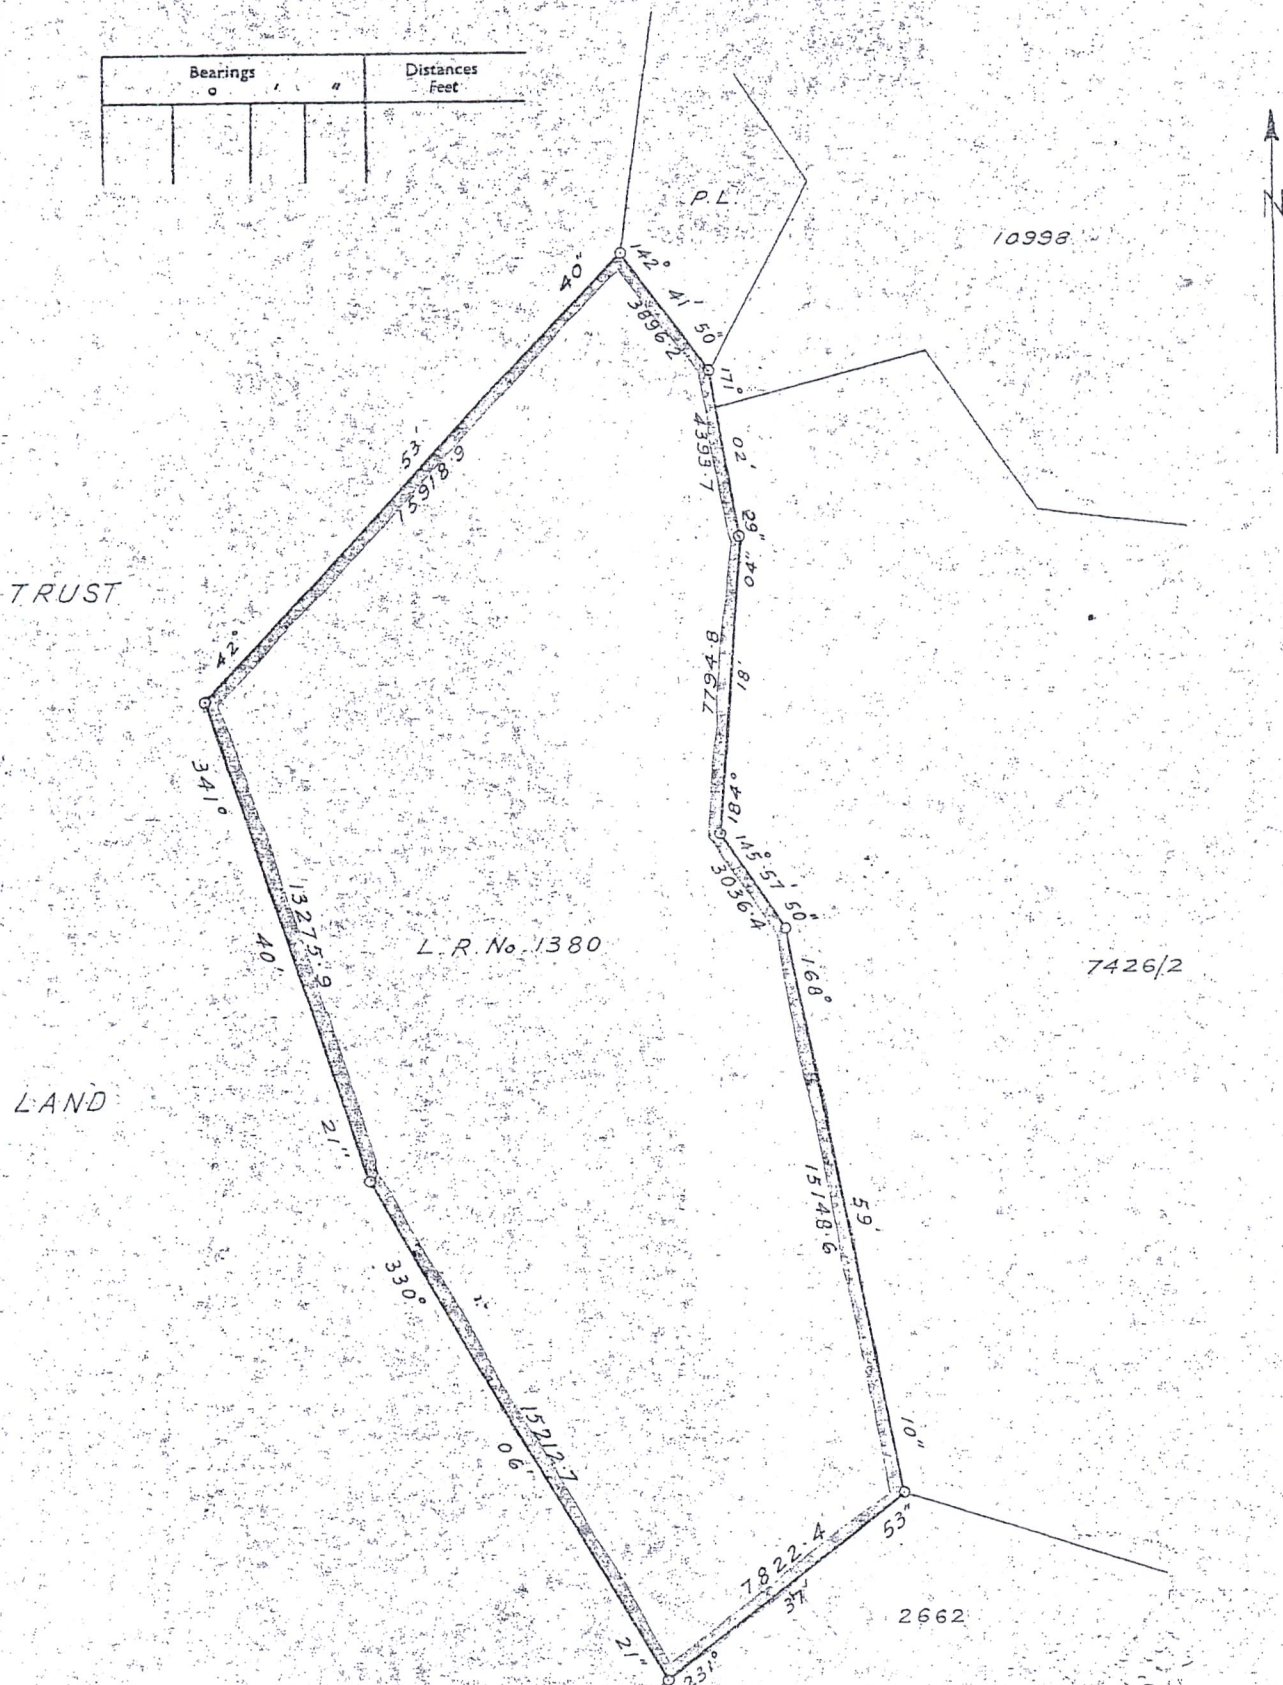 Bearings Distances
° ' " Feet
N
P.L.
10998
142° 41' 50"
3896.2
171° 02' 29"
4393.7
184° 18' 40"
7794.8
145° 57' 50"
3036.4
168° 59' 10"
15148.6
231° 37' 53"
7822.4
330° 06' 21"
15212.7
341° 40' 21"
13275.9
42° 53' 40"
15918.9
TRUST
LAND
L.R. No. 1380
7426/2
2662